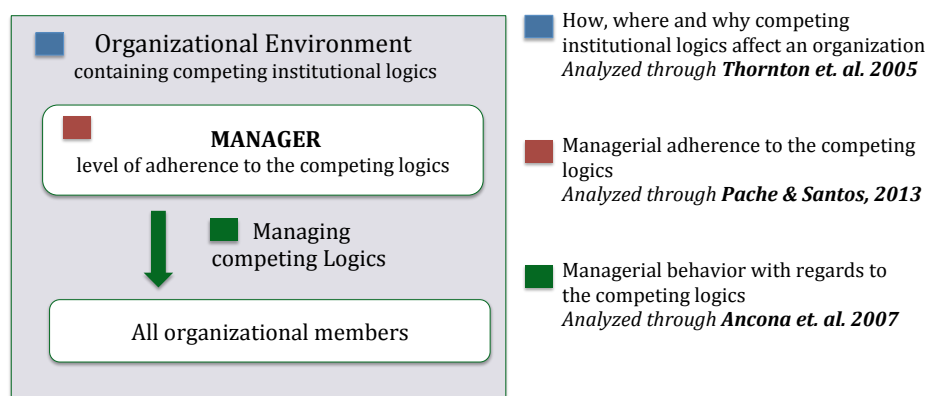 Organizational Environment
containing competing institutional logics
MANAGER
level of adherence to the competing logics
Managing
competing Logics
All organizational members
How, where and why competing
institutional logics affect an organization
Analyzed through Thornton et. al. 2005
Managerial adherence to the competing
logics
Analyzed through Pache & Santos, 2013
Managerial behavior with regards to
the competing logics
Analyzed through Ancona et. al. 2007